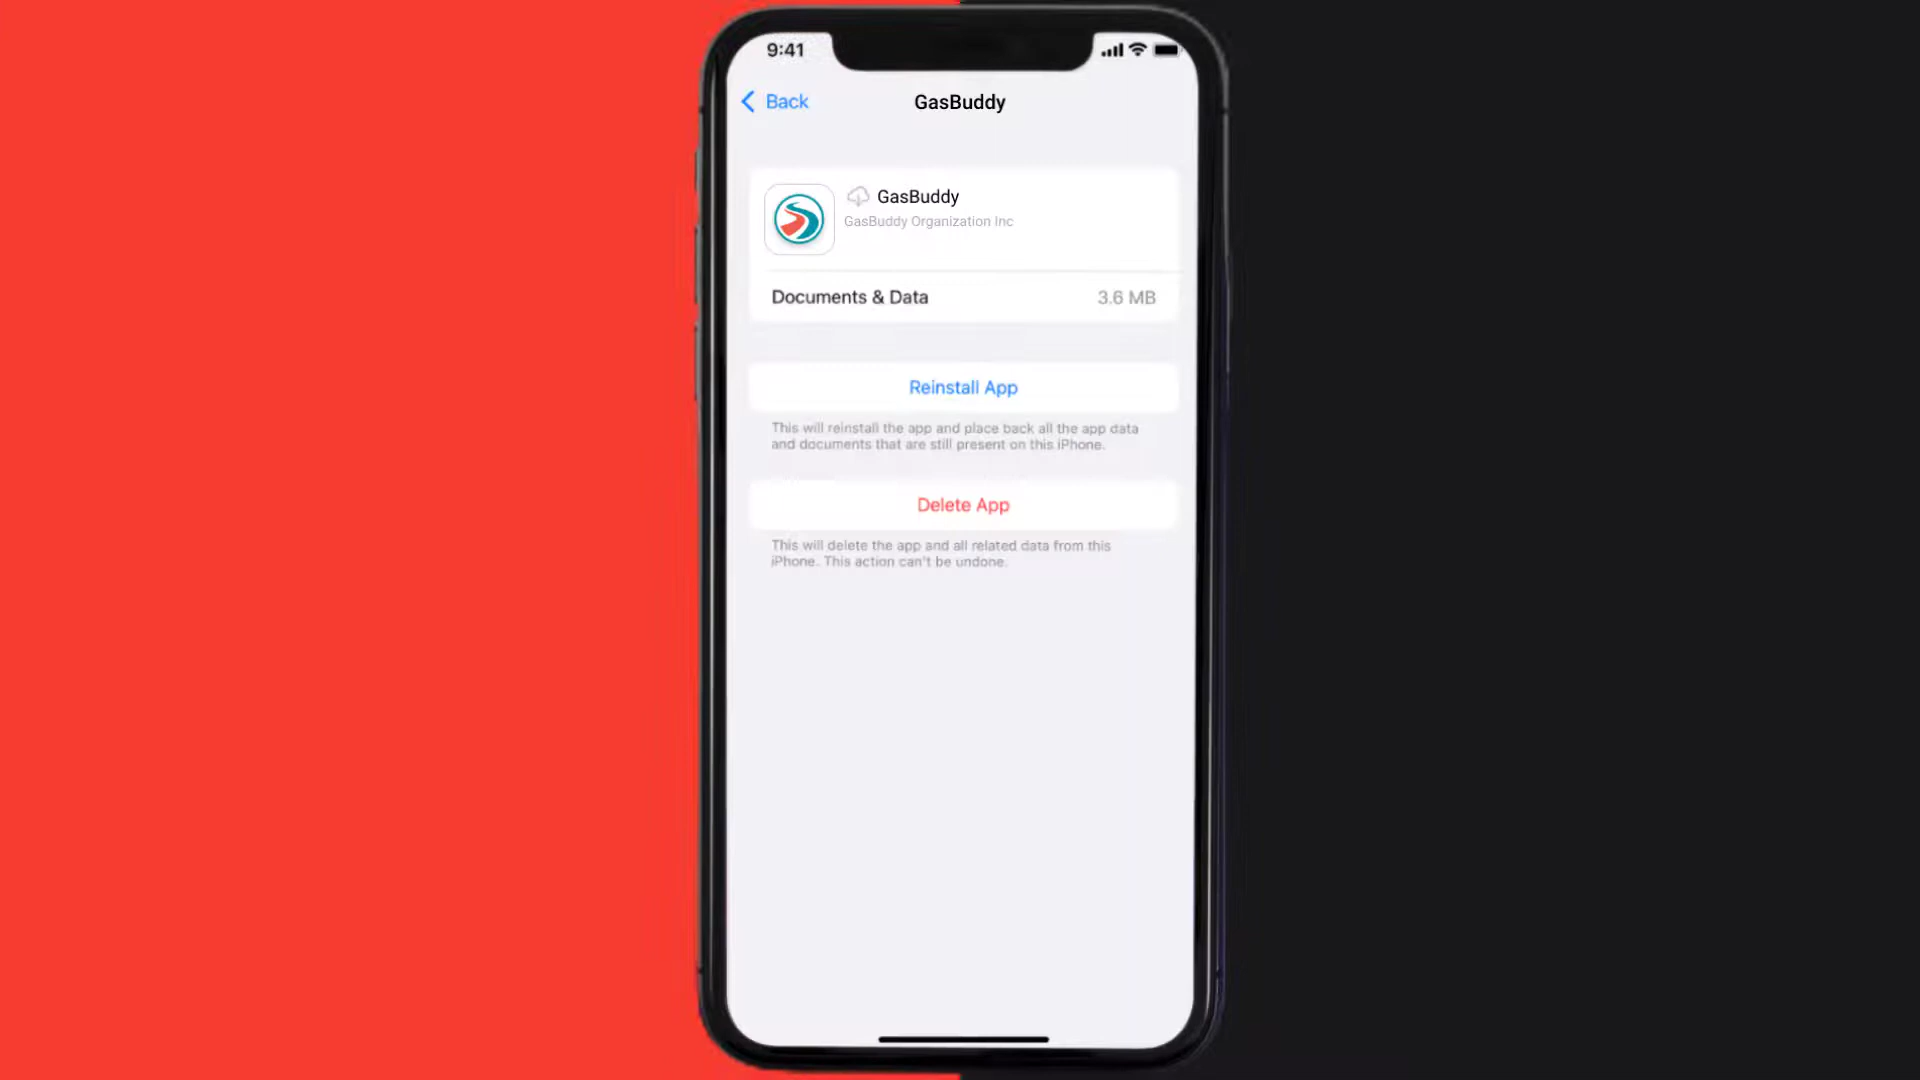 9:41
Back
GasBuddy
GasBuddy
GasBuddy Organization Inc
Documents & Data
3.6 MB
Reinstall App
This will reinstall the app and place back all the app data
and documents that are still present on this iPhone.
Delete App
This will delete the app and all related data from this
iPhone. This action can't be undone.